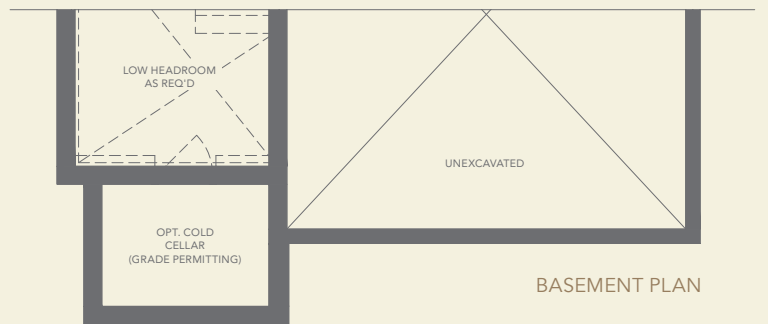 LOW HEADROOM
AS REQ'D
UNEXCAVATED
OPT. COLD
CELLAR
(GRADE PERMITTING)
BASEMENT PLAN